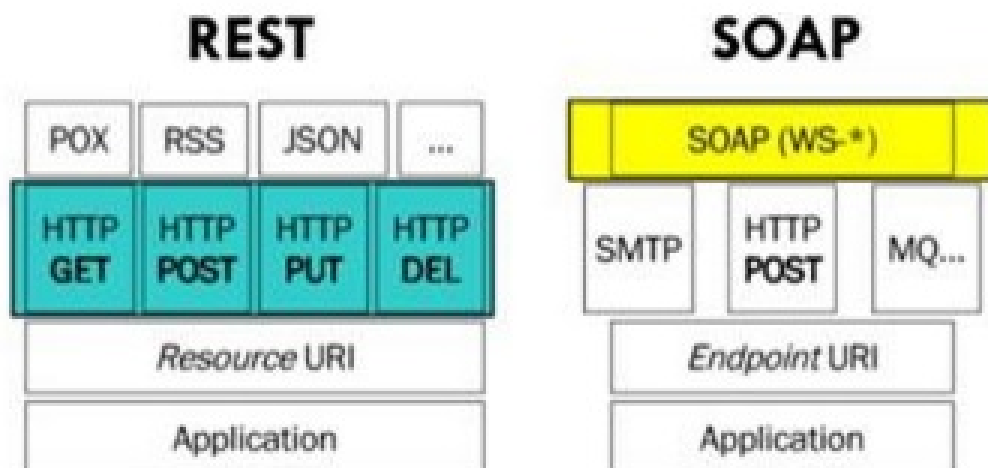 REST
POX RSS JSON ...
HTTP GET HTTP POST HTTP PUT HTTP DEL
Resource URI
Application
SOAP
SOAP (WS-*)
SMTP HTTP POST MQ...
Endpoint URI
Application